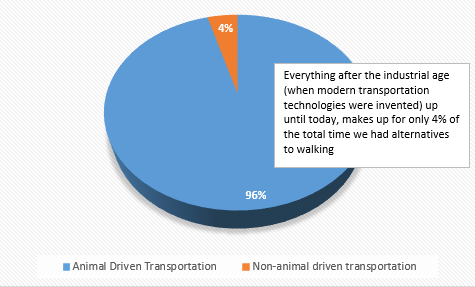 4%
Everything after the industrial age
(when modern transportation
technologies were invented) up
until today, makes up for only 4% of
the total time we had alternatives
to walking
96%
Animal Driven Transportation
Non-animal driven transportation